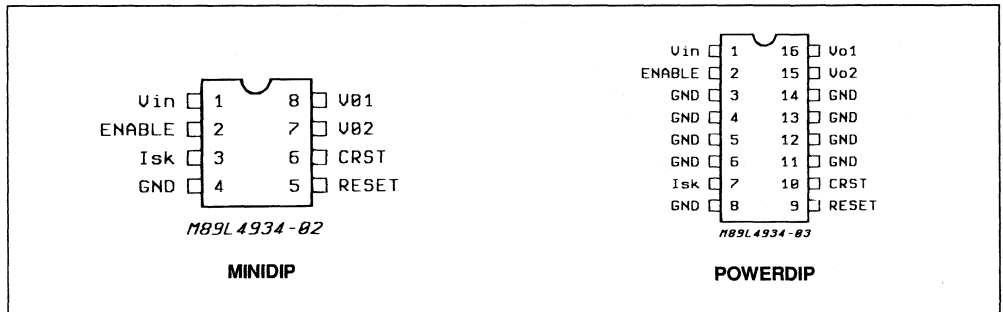 Vin 1 8 V01
ENABLE 2 7 V02
Isk 3 6 CRST
GND 4 5 RESET
M89L4934-02
MINIDIP
Vin 1 16 Vo1
ENABLE 2 15 Vo2
GND 3 14 GND
GND 4 13 GND
GND 5 12 GND
GND 6 11 GND
Isk 7 10 CRST
GND 8 9 RESET
M89L4934-03
POWERDIP